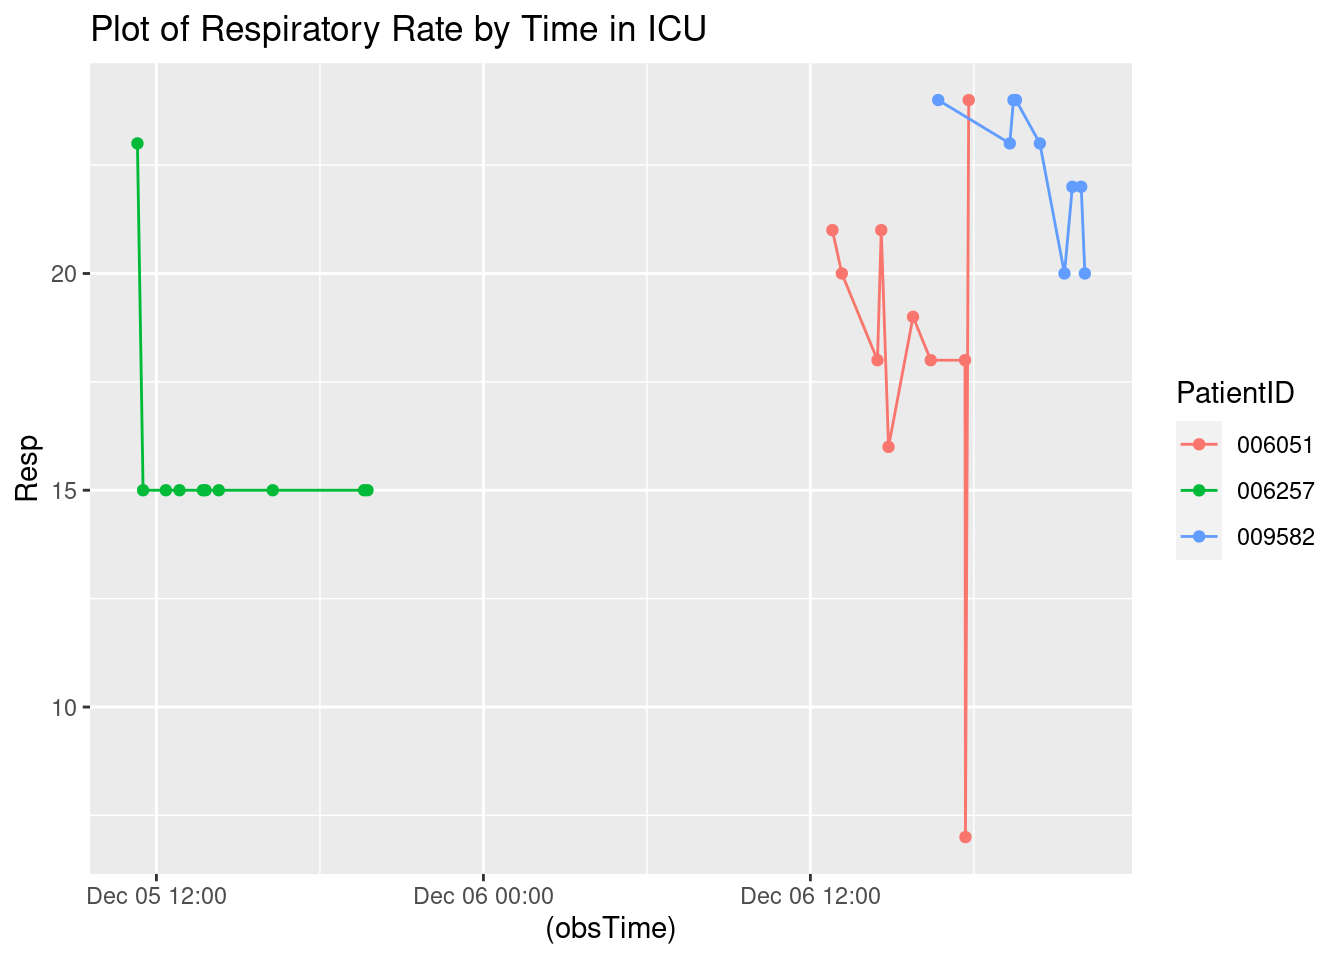 Plot of Respiratory Rate by Time in ICU
Resp
20
15
10
Dec 05 12:00
Dec 06 00:00
Dec 06 12:00
(obsTime)
PatientID
006051
006257
009582